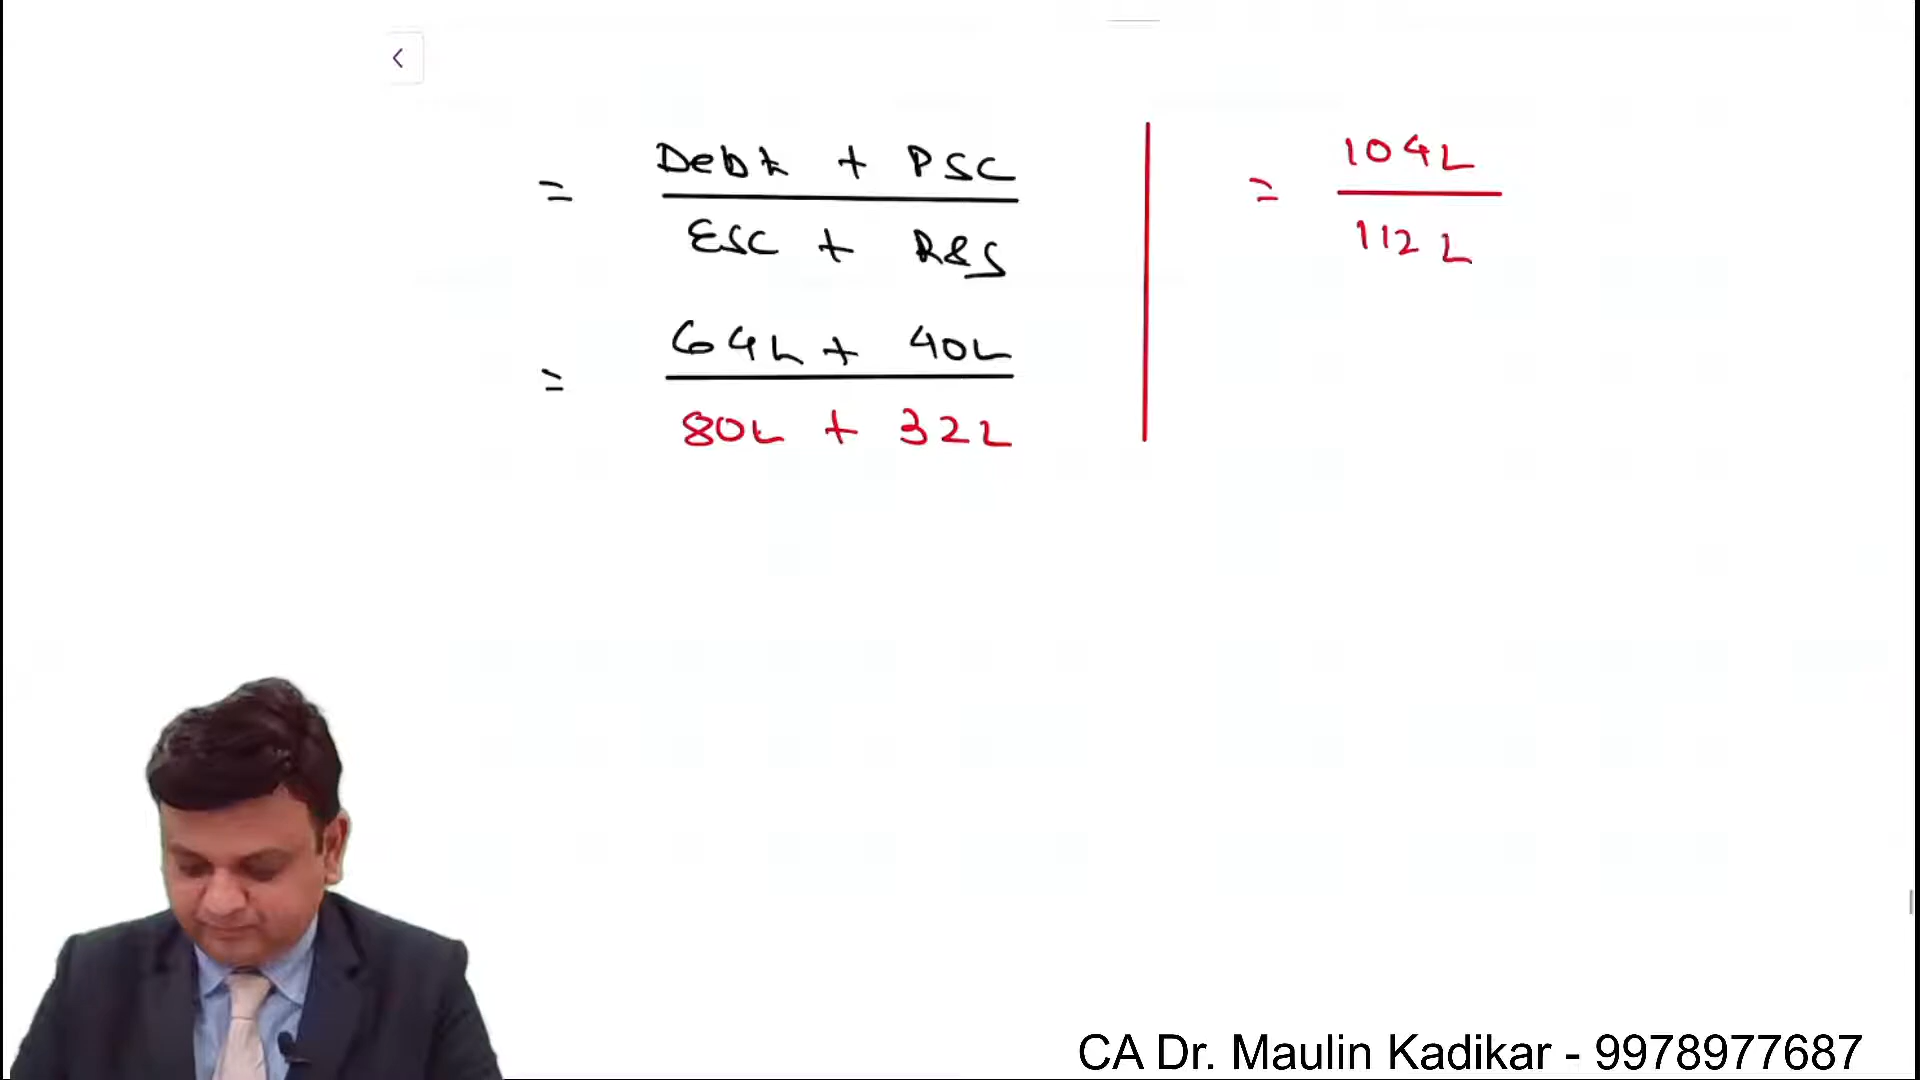 = Debt + PSC
ESC + R&S
= 64L + 40L
80L + 32L
= 104L
112L
CA Dr. Maulin Kadikar - 9978977687